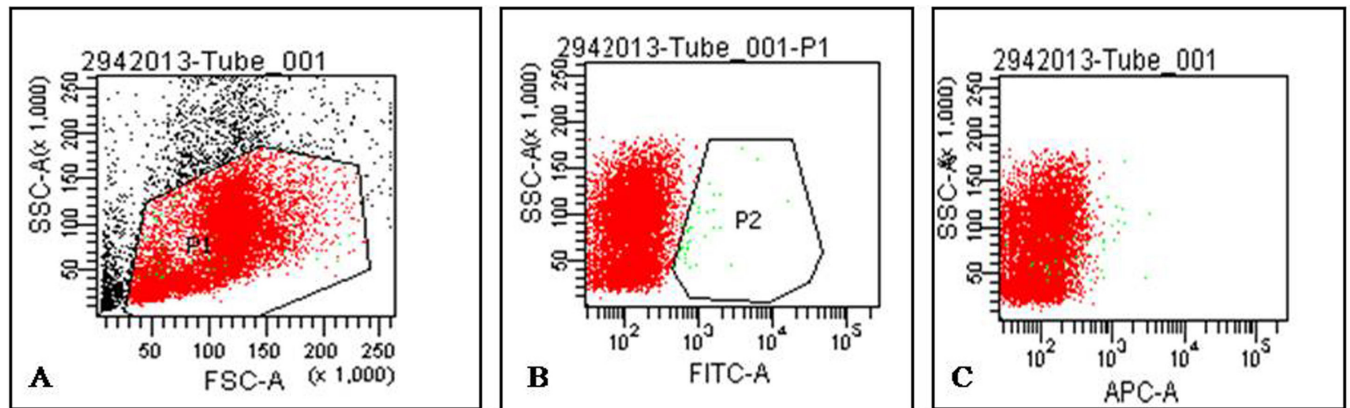 2942013-Tube_001
SSC-A (x 1,000)
50 100 150 200 250
P1
50 100 150 200 250
FSC-A (x 1,000)
A
2942013-Tube_001-P1
SSC-A (x 1,000)
50 100 150 200 250
P2
10² 10³ 10⁴ 10⁵
FITC-A
B
2942013-Tube_001
SSC-A (x 1,000)
50 100 150 200 250
10² 10³ 10⁴ 10⁵
APC-A
C